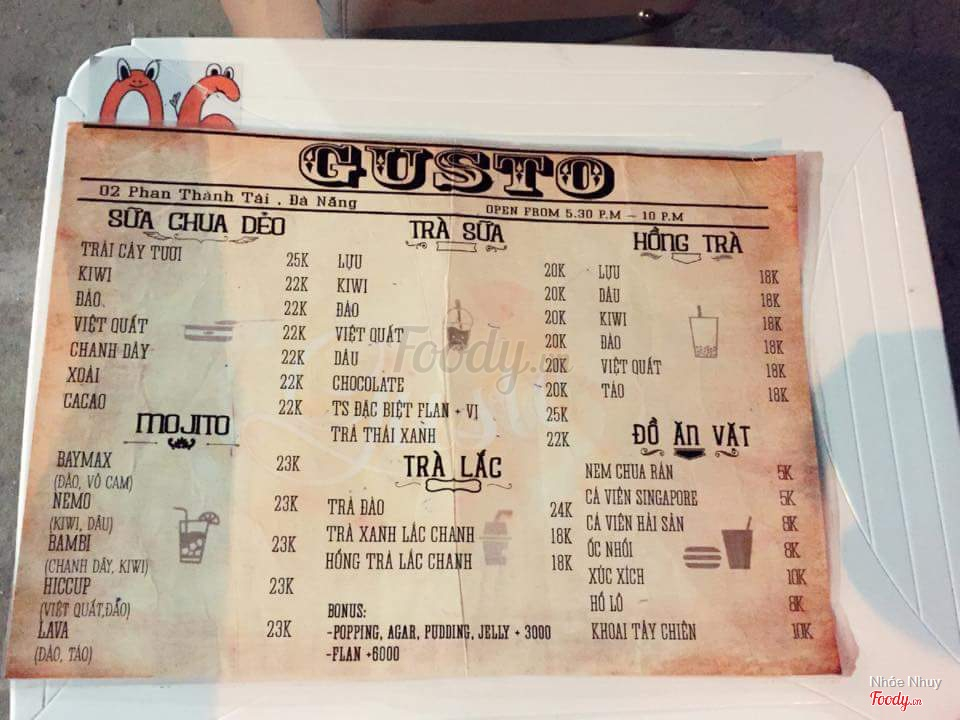 06
GUSTO
02 Phan Thành Tài , Đà Nẵng
OPEN FROM 5.30 P.M – 10 P.M
SỮA CHUA DẺO
TRÁI CÂY TƯƠI 25K
KIWI 22K
ĐÀO 22K
VIỆT QUẤT 22K
CHANH DÂY 22K
XOÀI 22K
CACAO 22K
MOJITO
BAYMAX 23K
(ĐÀO, VỎ CAM)
NEMO 23K
(KIWI, DÂU)
BAMBI 23K
(CHANH DÂY, KIWI)
HICCUP 23K
(VIỆT QUẤT,ĐÀO)
LAVA 23K
(ĐÀO, TÁO)
TRÀ SỮA
LỰU 20K
KIWI 20K
ĐÀO 20K
VIỆT QUẤT 20K
DÂU 20K
CHOCOLATE 20K
TS ĐẶC BIỆT FLAN + VỊ 25K
TRÀ THÁI XANH 22K
TRÀ LẮC
TRÀ ĐÀO 24K
TRÀ XANH LẮC CHANH 18K
HỒNG TRÀ LẮC CHANH 18K
BONUS:
-POPPING, AGAR, PUDDING, JELLY + 3000
-FLAN +6000
HỒNG TRÀ
LỰU 18K
DÂU 18K
KIWI 18K
ĐÀO 18K
VIỆT QUẤT 18K
TÁO 18K
ĐỒ ĂN VẶT
NEM CHUA RÁN 5K
CÁ VIÊN SINGAPORE 5K
CÁ VIÊN HẢI SẢN 8K
ỐC NHỒI 8K
XÚC XÍCH 10K
HỒ LÔ 8K
KHOAI TÂY CHIÊN 10K
Foody.vn
Nhóe Nhuy
Foody.vn